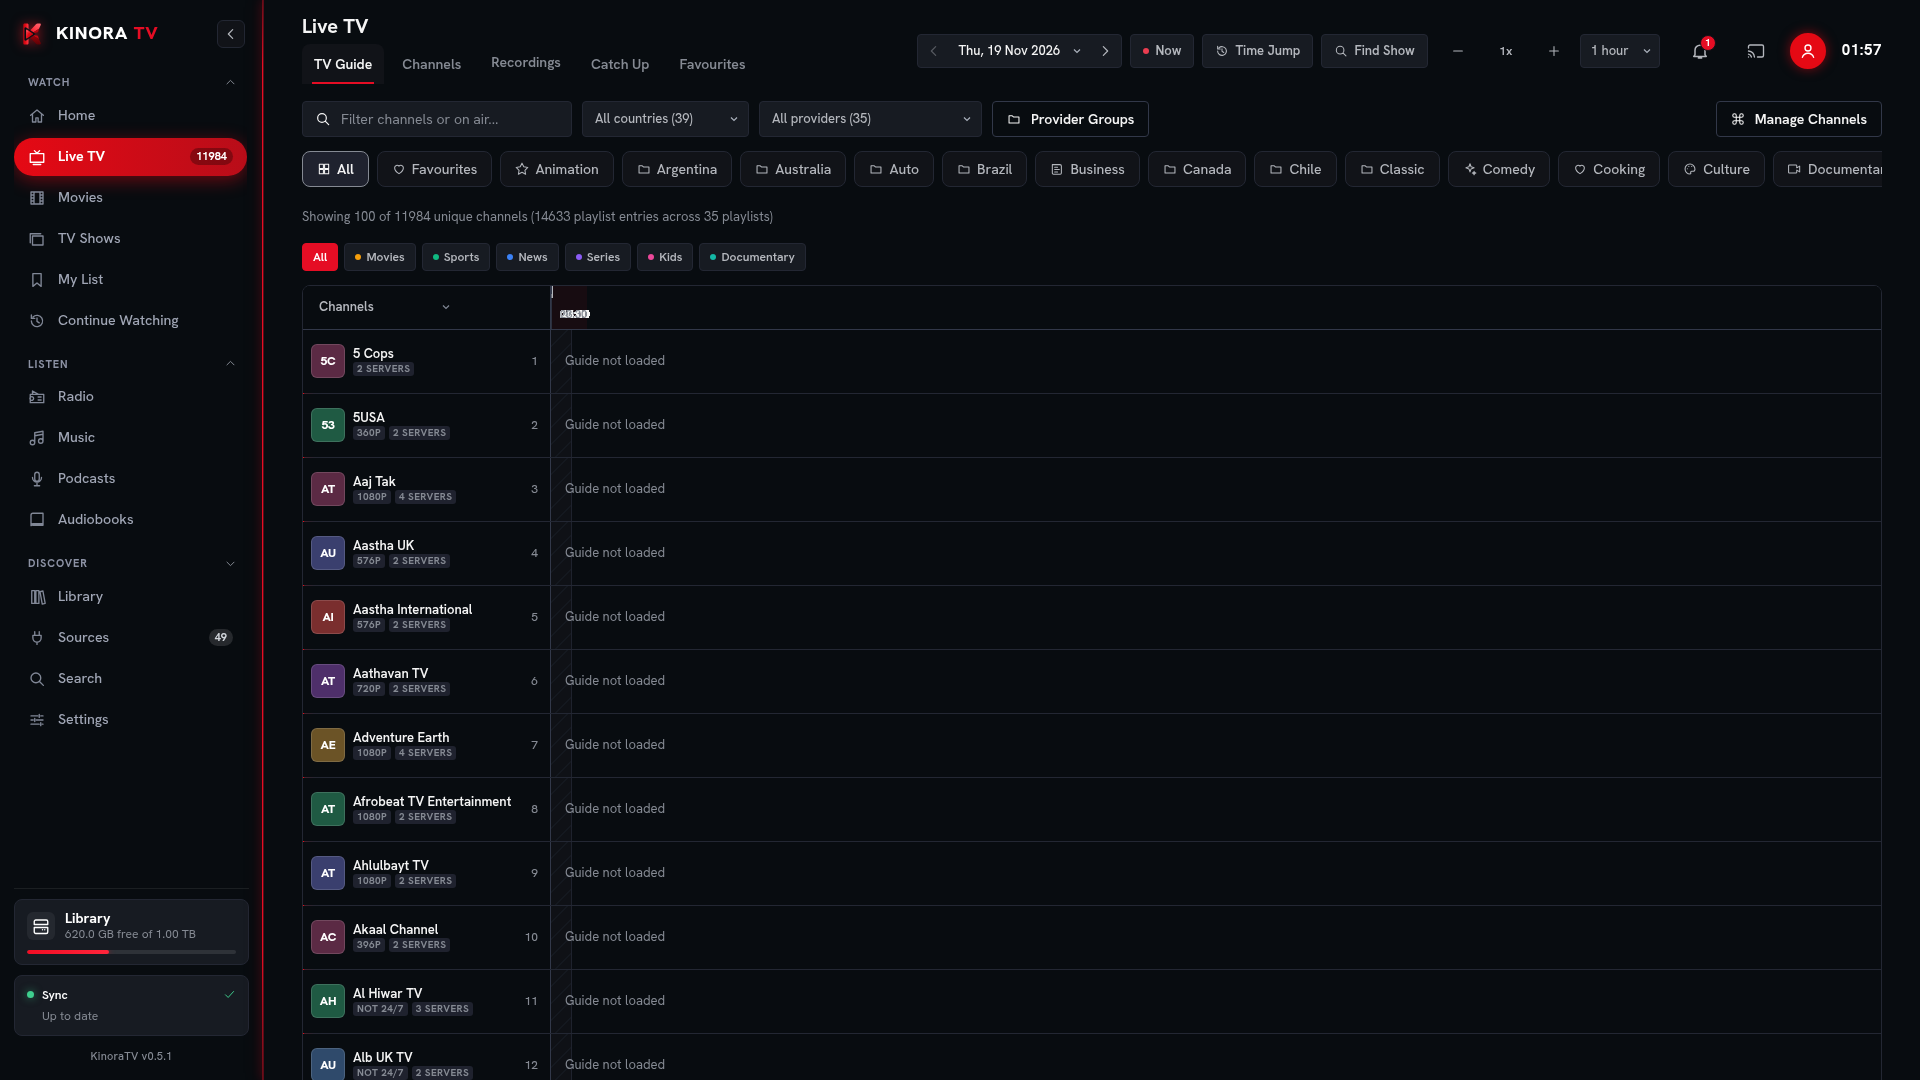 KINORA TV
WATCH
Home
Live TV 11984
Movies
TV Shows
My List
Continue Watching
LISTEN
Radio
Music
Podcasts
Audiobooks
DISCOVER
Library
Sources 49
Search
Settings
Library
620.0 GB free of 1.00 TB
Sync
Up to date
KinoraTV v0.5.1
Live TV
TV Guide Channels Recordings Catch Up Favourites
Thu, 19 Nov 2026 Now Time Jump Find Show 1x 1 hour 1 01:57
Filter channels or on air... All countries (39) All providers (35) Provider Groups Manage Channels
All Favourites Animation Argentina Australia Auto Brazil Business Canada Chile Classic Comedy Cooking Culture Documentar
Showing 100 of 11984 unique channels (14633 playlist entries across 35 playlists)
All Movies Sports News Series Kids Documentary
Channels
5C 5 Cops 1 Guide not loaded
2 SERVERS
53 5USA 2 Guide not loaded
360P 2 SERVERS
AT Aaj Tak 3 Guide not loaded
1080P 4 SERVERS
AU Aastha UK 4 Guide not loaded
576P 2 SERVERS
AI Aastha International 5 Guide not loaded
576P 2 SERVERS
AT Aathavan TV 6 Guide not loaded
720P 2 SERVERS
AE Adventure Earth 7 Guide not loaded
1080P 4 SERVERS
AT Afrobeat TV Entertainment 8 Guide not loaded
1080P 2 SERVERS
AT Ahlulbayt TV 9 Guide not loaded
1080P 2 SERVERS
AC Akaal Channel 10 Guide not loaded
396P 2 SERVERS
AH Al Hiwar TV 11 Guide not loaded
NOT 24/7 3 SERVERS
AU Alb UK TV 12 Guide not loaded
NOT 24/7 2 SERVERS